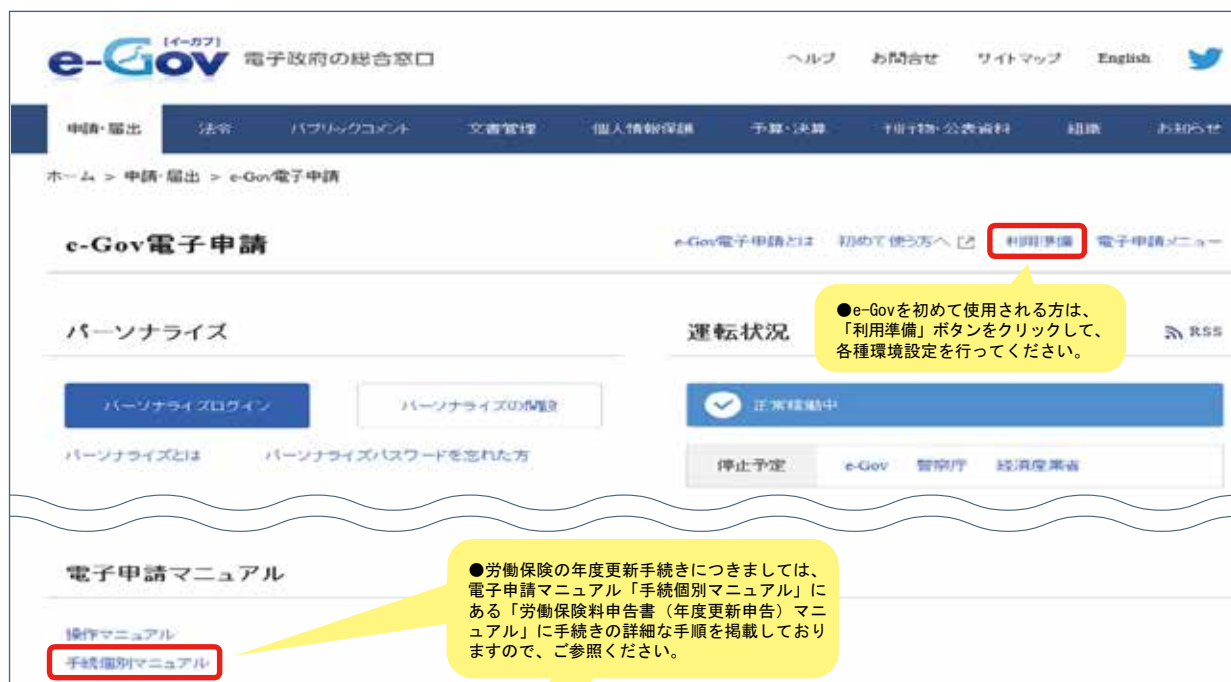 [イーガブ]
e-Gov 電子政府の総合窓口
ヘルプ お問合せ サイトマップ English
申請・届出 法令 パブリックコメント 文書管理 個人情報保護 予算・決算 刊行物・公表資料 組織 お知らせ
ホーム > 申請・届出 > e-Gov電子申請
e-Gov電子申請
e-Gov電子申請とは 初めて使う方へ 利用準備 電子申請メニュー
●e-Govを初めて使用される方は、
「利用準備」ボタンをクリックして、
各種環境設定を行ってください。
パーソナライズ
運転状況
RSS
パーソナライズログイン パーソナライズの閲覧
正常稼働中
パーソナライズとは パーソナライズパスワードを忘れた方
停止予定 e-Gov 警察庁 経済産業省
電子申請マニュアル
●労働保険の年度更新手続きにつきましては、
電子申請マニュアル「手続個別マニュアル」に
ある「労働保険料申告書（年度更新申告）マニ
ュアル」に手続きの詳細な手順を掲載しており
ますので、ご参照ください。
操作マニュアル
手続個別マニュアル